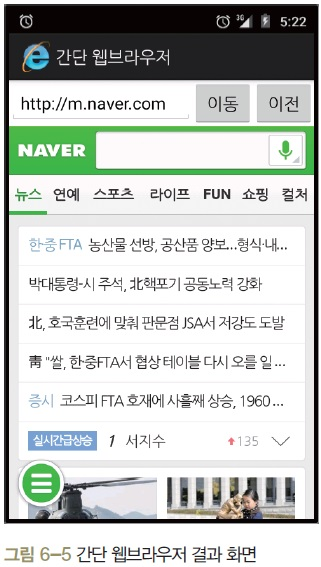 3G 5:22
간단 웹브라우저
http://m.naver.com 이동 이전
NAVER
뉴스 연예 스포츠 라이프 FUN 쇼핑 컬처
한·중 FTA 농산물 선방, 공산품 양보…형식·내…
박대통령-시 주석, 北핵포기 공동노력 강화
北, 호국훈련에 맞춰 판문점 JSA서 저강도 도발
靑 "쌀, 한·중FTA서 협상 테이블 다시 오를 일 …
증시 코스피 FTA 호재에 사흘째 상승, 1960 …
실시간급상승 1 서지수 135
그림 6-5 간단 웹브라우저 결과 화면